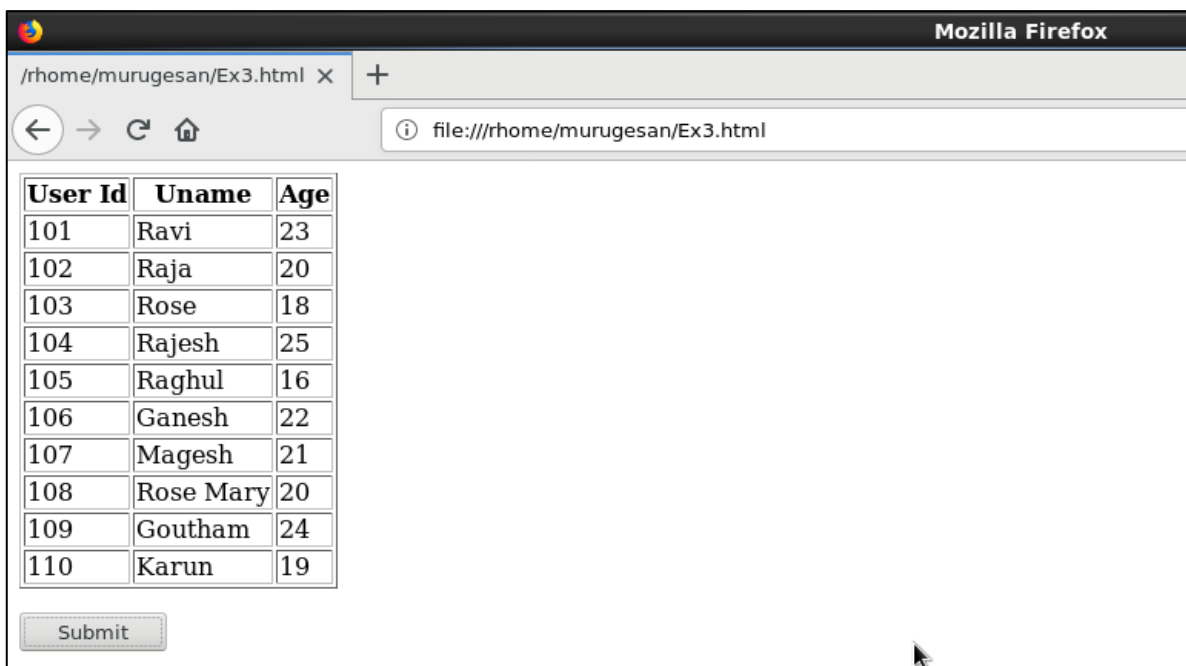 Mozilla Firefox
/rhome/murugesan/Ex3.html
file:///rhome/murugesan/Ex3.html
User Id Uname Age
101 Ravi 23
102 Raja 20
103 Rose 18
104 Rajesh 25
105 Raghul 16
106 Ganesh 22
107 Magesh 21
108 Rose Mary 20
109 Goutham 24
110 Karun 19
Submit